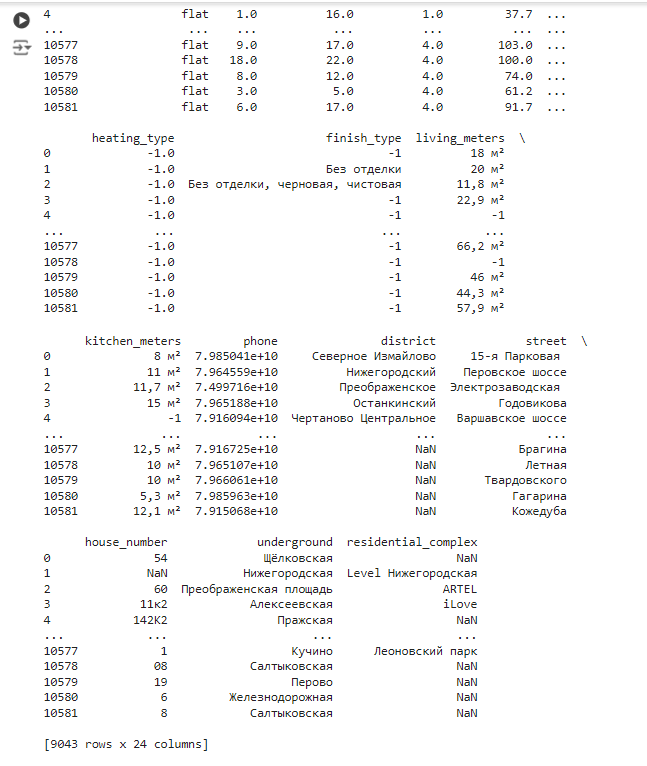 4 flat 1.0 16.0 1.0 37.7 ...
... ... ... ... ... ... ...
10577 flat 9.0 17.0 4.0 103.0 ...
10578 flat 18.0 22.0 4.0 100.0 ...
10579 flat 8.0 12.0 4.0 74.0 ...
10580 flat 3.0 5.0 4.0 61.2 ...
10581 flat 6.0 17.0 4.0 91.7 ...
heating_type finish_type living_meters \
0 -1.0 -1 18 м²
1 -1.0 Без отделки 20 м²
2 -1.0 Без отделки, черновая, чистовая 11,8 м²
3 -1.0 -1 22,9 м²
4 -1.0 -1 -1
... ... ... ...
10577 -1.0 -1 66,2 м²
10578 -1.0 -1 -1
10579 -1.0 -1 46 м²
10580 -1.0 -1 44,3 м²
10581 -1.0 -1 57,9 м²
kitchen_meters phone district street \
0 8 м² 7.985041e+10 Северное Измайлово 15-я Парковая
1 11 м² 7.964559e+10 Нижегородский Перовское шоссе
2 11,7 м² 7.499716e+10 Преображенское Электрозаводская
3 15 м² 7.965188e+10 Останкинский Годовикова
4 -1 7.916094e+10 Чертаново Центральное Варшавское шоссе
... ... ... ... ...
10577 12,5 м² 7.916725e+10 NaN Брагина
10578 10 м² 7.965107e+10 NaN Летная
10579 10 м² 7.966061e+10 NaN Твардовского
10580 5,3 м² 7.985963e+10 NaN Гагарина
10581 12,1 м² 7.915068e+10 NaN Кожедуба
house_number underground residential_complex
0 54 Щёлковская NaN
1 NaN Нижегородская Level Нижегородская
2 60 Преображенская площадь ARTEL
3 11к2 Алексеевская iLove
4 142К2 Пражская NaN
... ... ... ...
10577 1 Кучино Леоновский парк
10578 08 Салтыковская NaN
10579 19 Перово NaN
10580 6 Железнодорожная NaN
10581 8 Салтыковская NaN
[9043 rows x 24 columns]